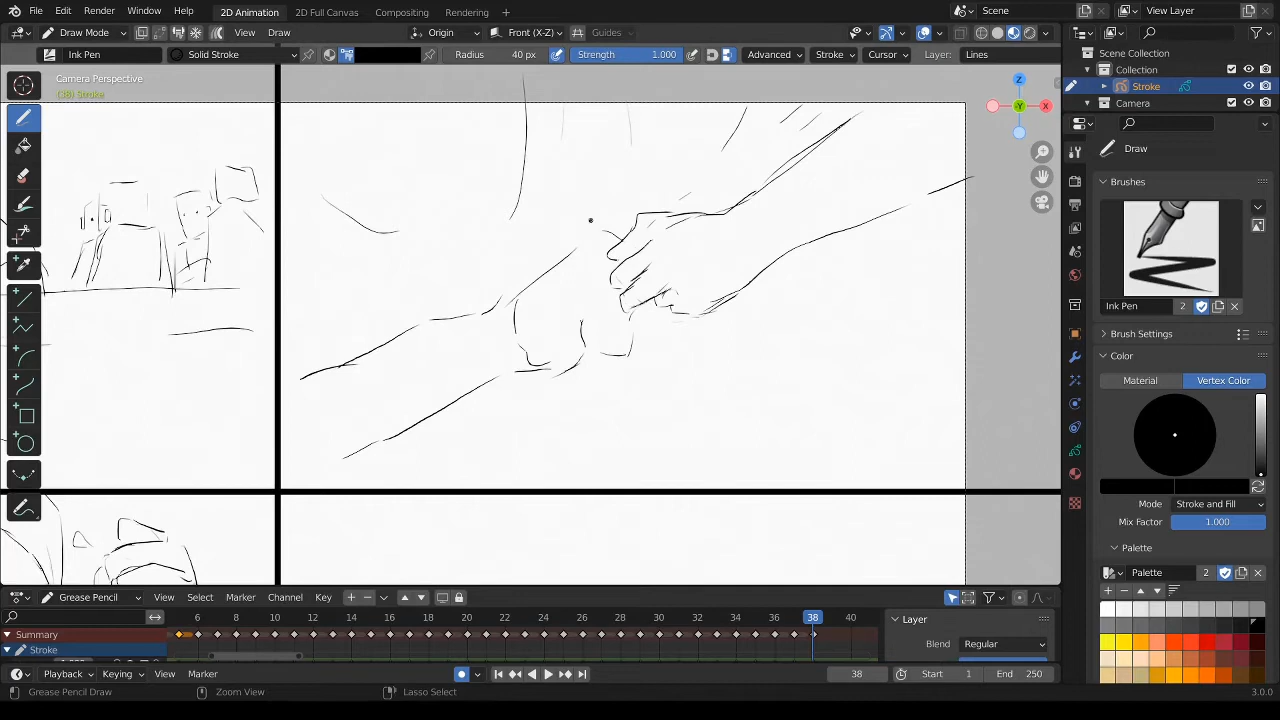 File Edit Render Window Help 2D Animation 2D Full Canvas Compositing Rendering + Scene View Layer
Draw Mode View Draw Origin Front (X-Z) Guides
Ink Pen Solid Stroke Radius 40 px Strength 1.000 Advanced Stroke Cursor Layer: Lines
Scene Collection
Collection
Stroke
Camera
Camera Perspective
(38) Stroke
Z
Y
X
Draw
Brushes
Ink Pen 2
Brush Settings
Color
Material Vertex Color
Mode Stroke and Fill
Mix Factor 1.000
Palette
Palette 2
Grease Pencil View Select Marker Channel Key
6 8 10 12 14 16 18 20 22 24 26 28 30 32 34 36 38 40
Summary
Stroke
Layer
Blend Regular
Playback Keying View Marker 38 Start 1 End 250
Grease Pencil Draw Zoom View Lasso Select 3.0.0